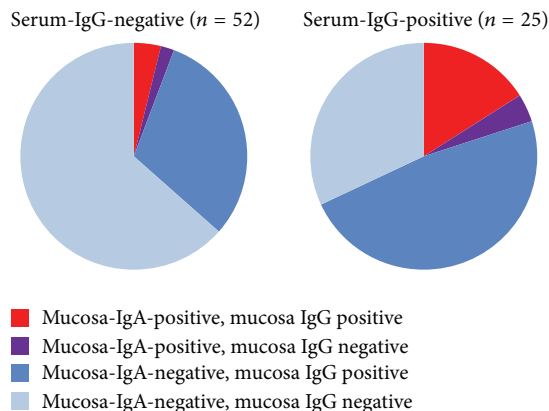 Serum-IgG-negative (n = 52)
Serum-IgG-positive (n = 25)
Mucosa-IgA-positive, mucosa IgG positive
Mucosa-IgA-positive, mucosa IgG negative
Mucosa-IgA-negative, mucosa IgG positive
Mucosa-IgA-negative, mucosa IgG negative